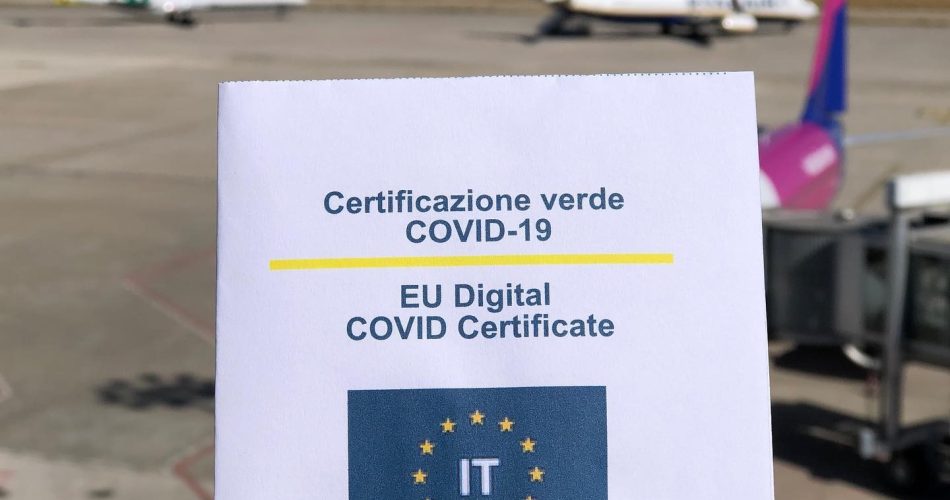 Certificazione verde
COVID-19
EU Digital
COVID Certificate
IT